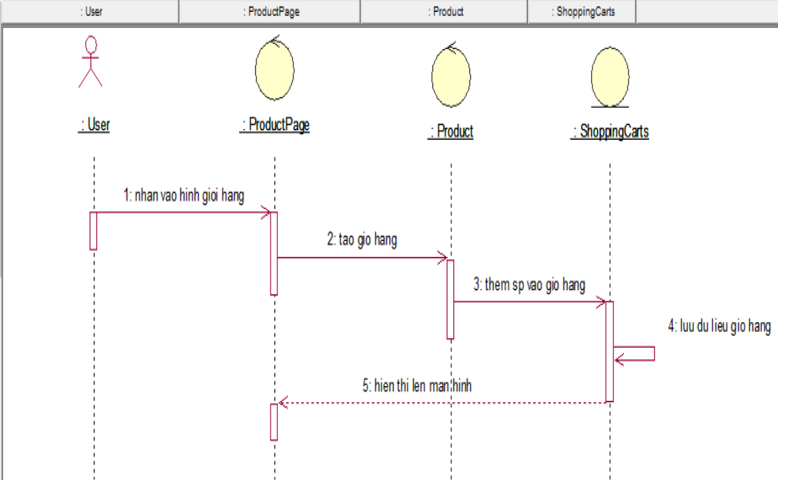 : User
: ProductPage
: Product
: ShoppingCarts
: User
: ProductPage
: Product
: ShoppingCarts
1: nhan vao hinh gioi hang
2: tao gio hang
3: them sp vao gio hang
4: luu du lieu gio hang
5: hien thi len man hinh